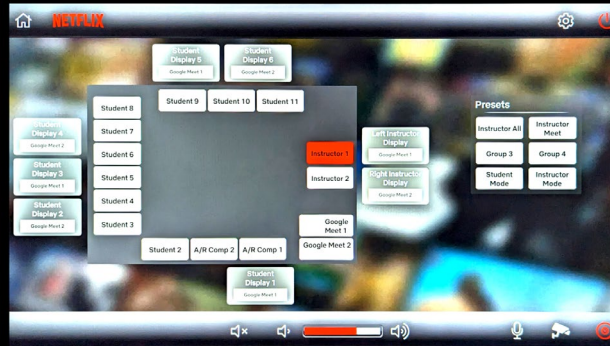 NETFLIX
Student
Display 5
Google Meet 1
Student
Display 6
Google Meet 2
Student 9
Student 10
Student 11
Student 8
Student 7
Student 6
Student 5
Student 4
Student 3
Student
Display 4
Google Meet 2
Student
Display 3
Google Meet 1
Student
Display 2
Google Meet 2
Instructor 1
Instructor 2
Left Instructor
Display
Google Meet 1
Right Instructor
Display
Google Meet 2
Google
Meet 1
Google Meet 2
Student 2
A/R Comp 2
A/R Comp 1
Student
Display 1
Google Meet 1
Presets
Instructor All
Instructor
Meet
Group 3
Group 4
Student
Mode
Instructor
Mode